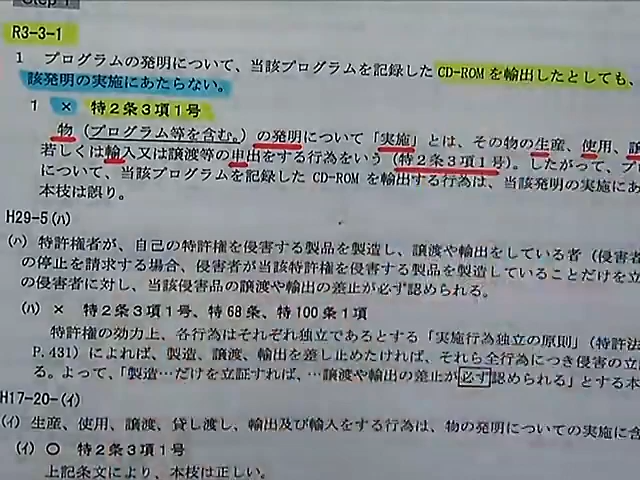 Step 1
R3-3-1
1 プログラムの発明について、当該プログラムを記録したCD-ROMを輸出したとしても、
該発明の実施にあたらない。
1 × 特2条3項1号
物（プログラム等を含む。）の発明について「実施」とは、その物の生産、使用、譲
若しくは輸入又は譲渡等の申出をする行為をいう（特2条3項1号）。したがって、プ
について、当該プログラムを記録した CD-ROM を輸出する行為は、当該発明の実施にあ
本枝は誤り。
H29-5(ハ)
(ハ) 特許権者が、自己の特許権を侵害する製品を製造し、譲渡や輸出をしている者（侵害者
の停止を請求する場合、侵害者が当該特許権を侵害する製品を製造していることだけを立
の侵害者に対し、当該侵害品の譲渡や輸出の差止が必ず認められる。
(ハ) × 特2条3項1号、特68条、特100条1項
特許権の効力上、各行為はそれぞれ独立であるとする「実施行為独立の原則」（特許法
P.431）によれば、製造、譲渡、輸出を差し止めたければ、それら全行為につき侵害の立
る。よって、「製造…だけを立証すれば、…譲渡や輸出の差止が必ず認められる」とする本
H17-20-(イ)
(イ) 生産、使用、譲渡、貸し渡し、輸出及び輸入をする行為は、物の発明についての実施に含
(イ) ○ 特2条3項1号
上記条文により、本枝は正しい。